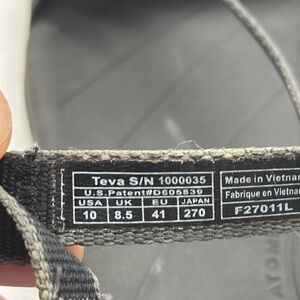 Teva S/N 1000035
U.S.Patent#D605839
USA UK EU JAPAN
10 8.5 41 270
Made in Vietnam
Fabrique en Vietnam
F27011L